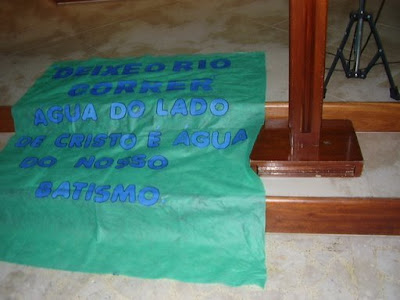 DEIXE O RIO
CORRER
AGUA DO LADO
DE CRISTO E AGUA
DO NOSSO
BATISMO